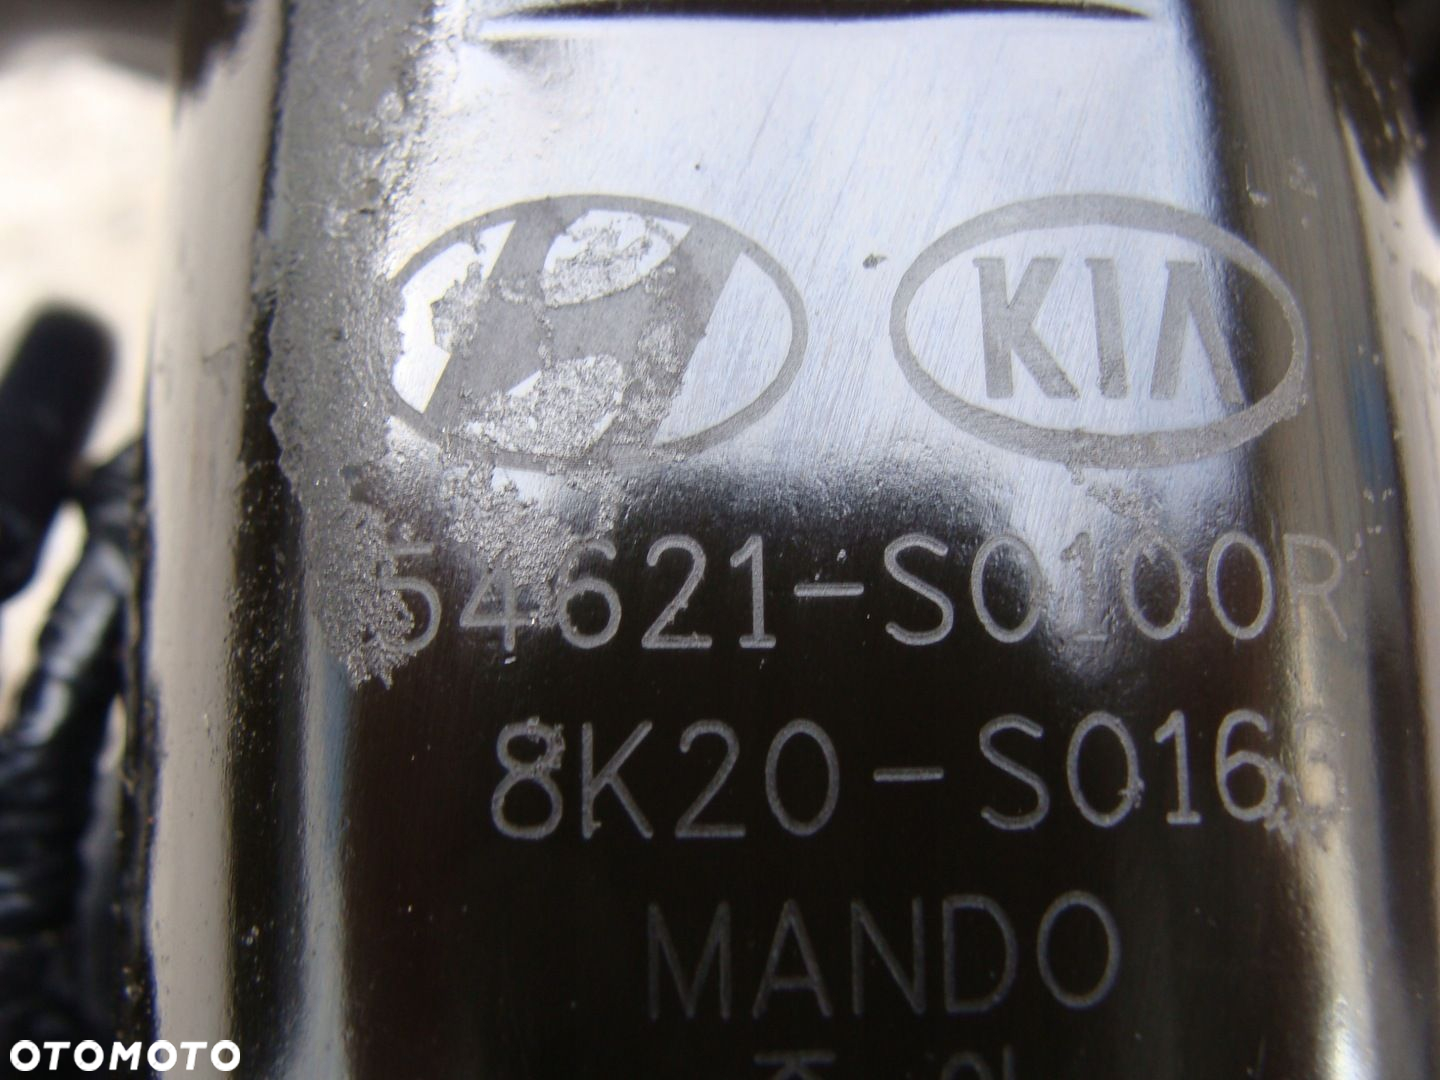 KIA
54621-S0100R
8K20-S016
MANDO
OTOMOTO